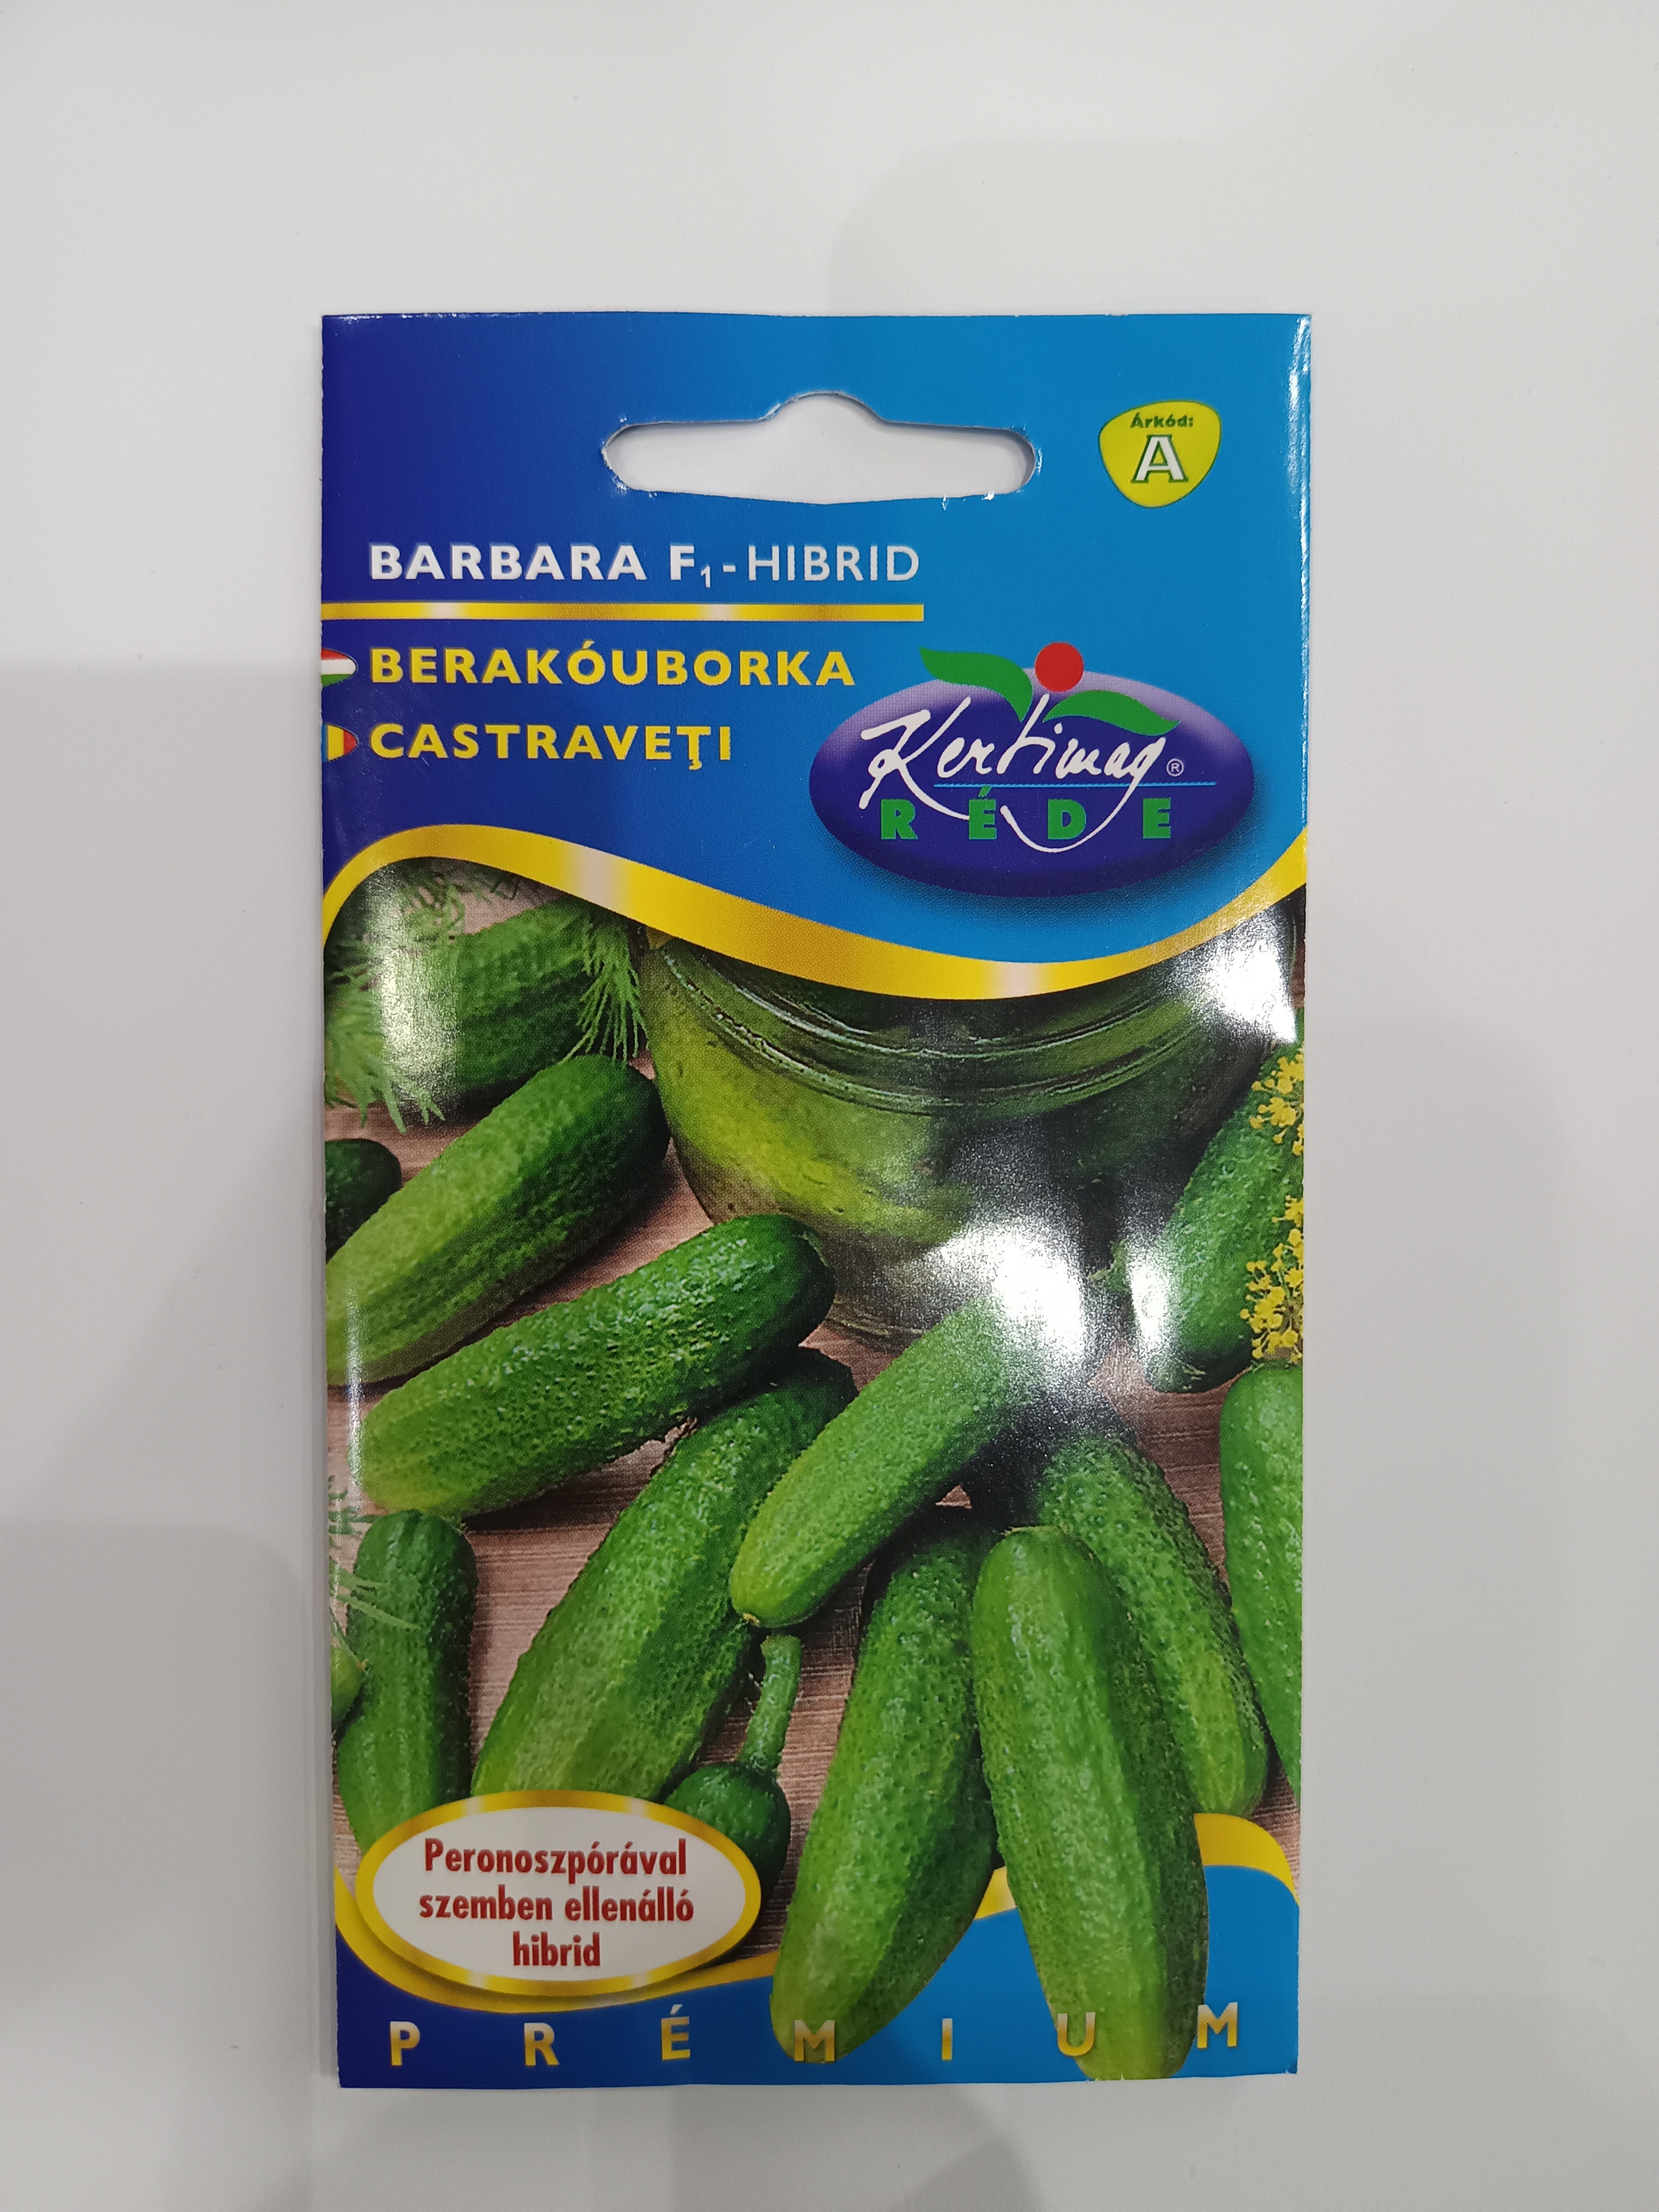 Árkód:
A
BARBARA F1-HIBRID
BERAKÓUBORKA
CASTRAVEŢI
Kertimag®
RÉDE
Peronoszpórával
szemben ellenálló
hibrid
PRÉMIUM